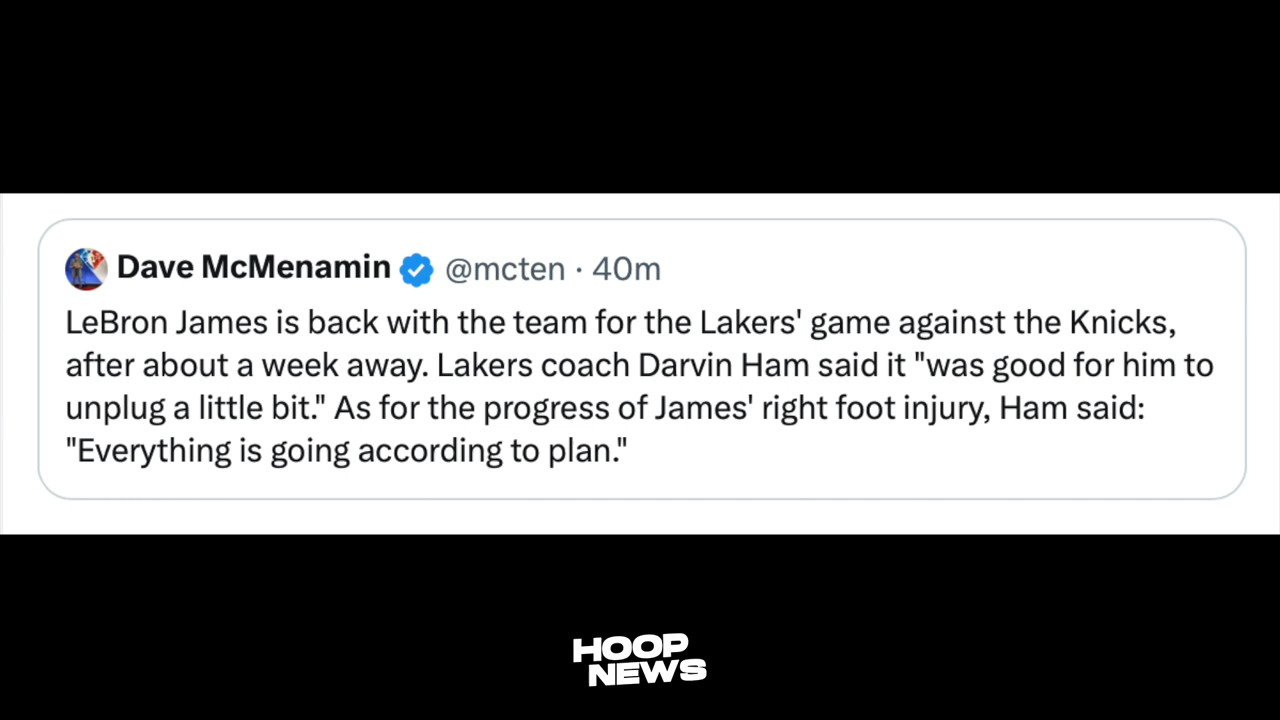 Dave McMenamin @mcten · 40m
LeBron James is back with the team for the Lakers' game against the Knicks,
after about a week away. Lakers coach Darvin Ham said it "was good for him to
unplug a little bit." As for the progress of James' right foot injury, Ham said:
"Everything is going according to plan."
HOOP
NEWS